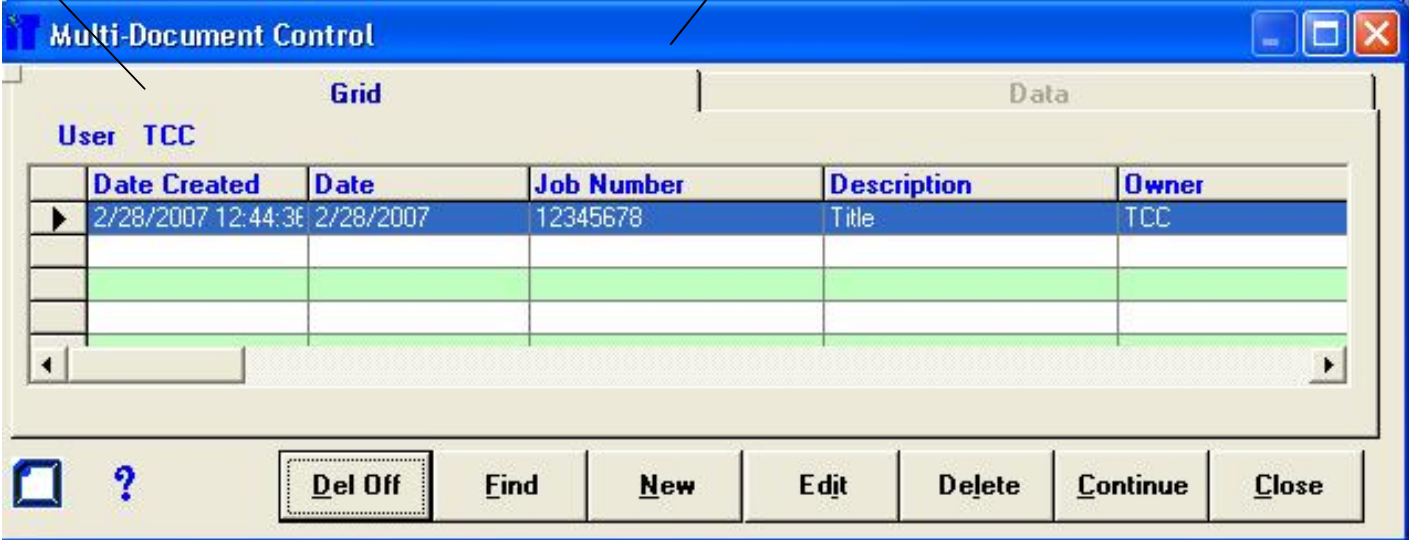 Multi-Document Control
Grid Data
User TCC
Date Created Date Job Number Description Owner
2/28/2007 12:44:36 2/28/2007 12345678 Title TCC
? Del Off Find New Edit Delete Continue Close